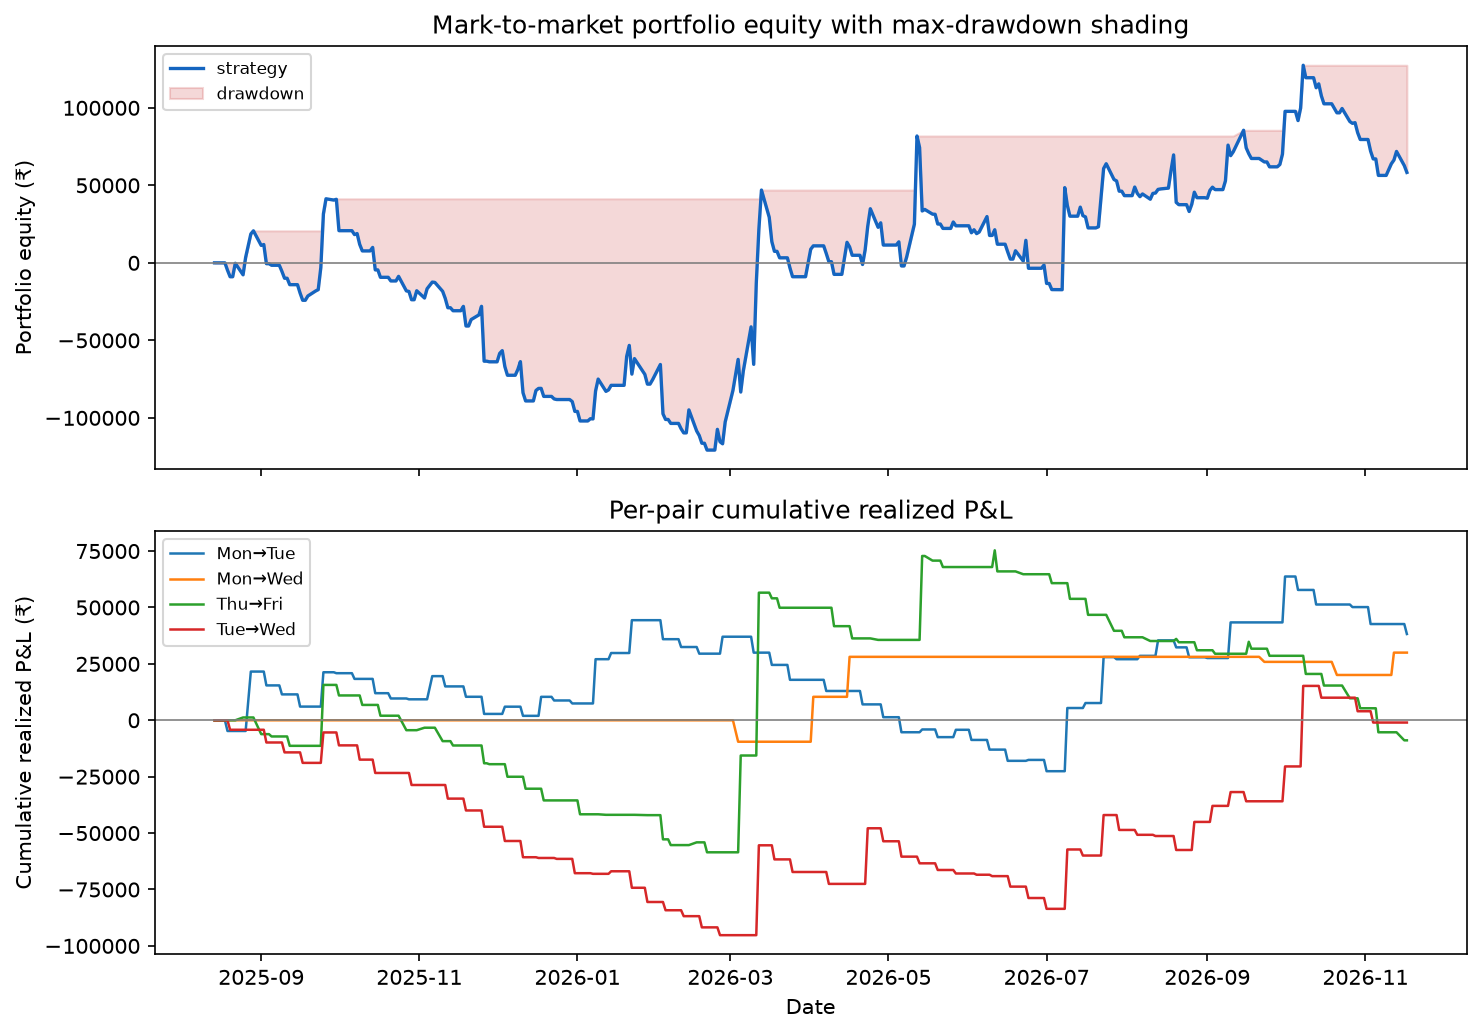 Mark-to-market portfolio equity with max-drawdown shading
strategy
drawdown
Portfolio equity (₹)
100000
50000
0
−50000
−100000
Per-pair cumulative realized P&L
Mon→Tue
Mon→Wed
Thu→Fri
Tue→Wed
Cumulative realized P&L (₹)
75000
50000
25000
0
−25000
−50000
−75000
−100000
2025-09 2025-11 2026-01 2026-03 2026-05 2026-07 2026-09 2026-11
Date